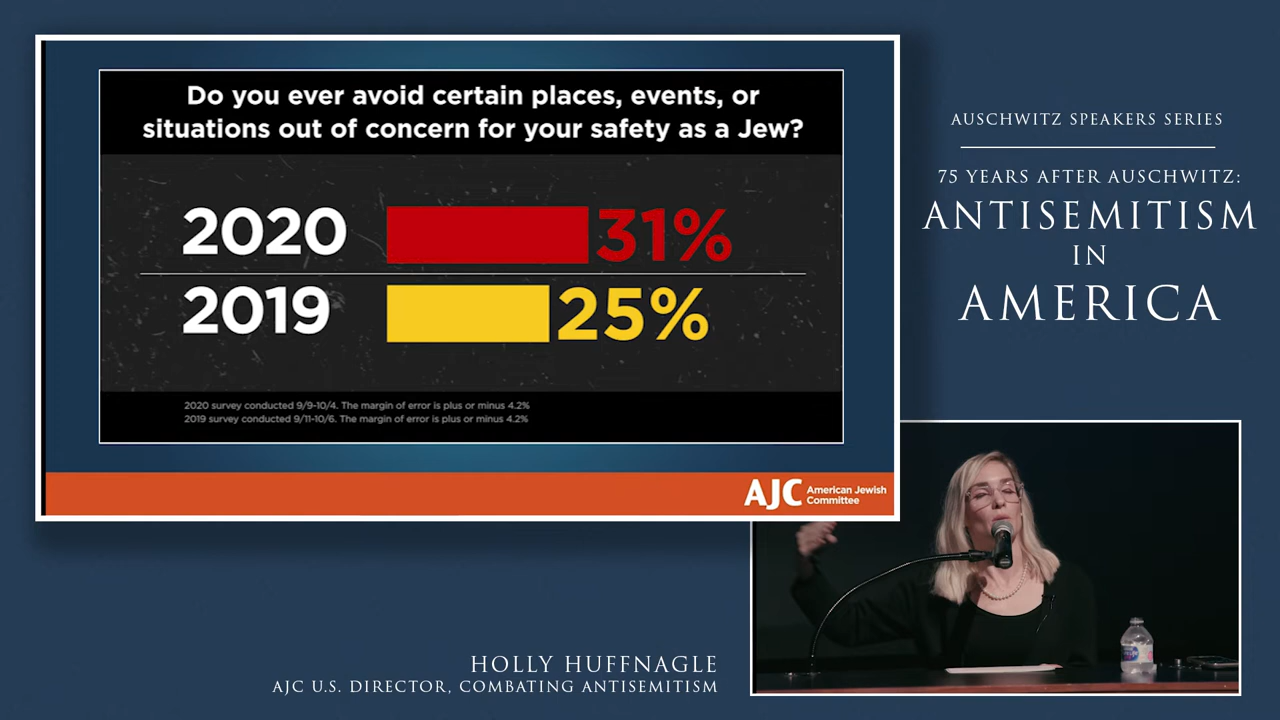 Do you ever avoid certain places, events, or
situations out of concern for your safety as a Jew?
2020 31%
2019 25%
2020 survey conducted 9/9-10/4. The margin of error is plus or minus 4.2%
2019 survey conducted 9/11-10/6. The margin of error is plus or minus 4.2%
AJC American Jewish
Committee
AUSCHWITZ SPEAKERS SERIES
75 YEARS AFTER AUSCHWITZ:
ANTISEMITISM
IN
AMERICA
HOLLY HUFFNAGLE
AJC U.S. DIRECTOR, COMBATING ANTISEMITISM